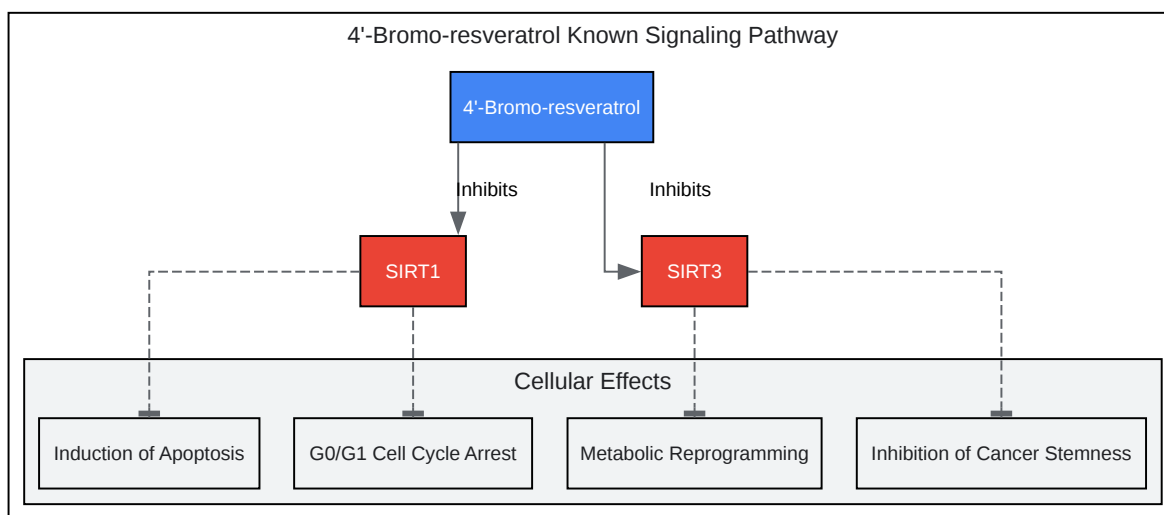 4'-Bromo-resveratrol Known Signaling Pathway
4'-Bromo-resveratrol
Inhibits
Inhibits
SIRT1
SIRT3
Cellular Effects
Induction of Apoptosis
G0/G1 Cell Cycle Arrest
Metabolic Reprogramming
Inhibition of Cancer Stemness